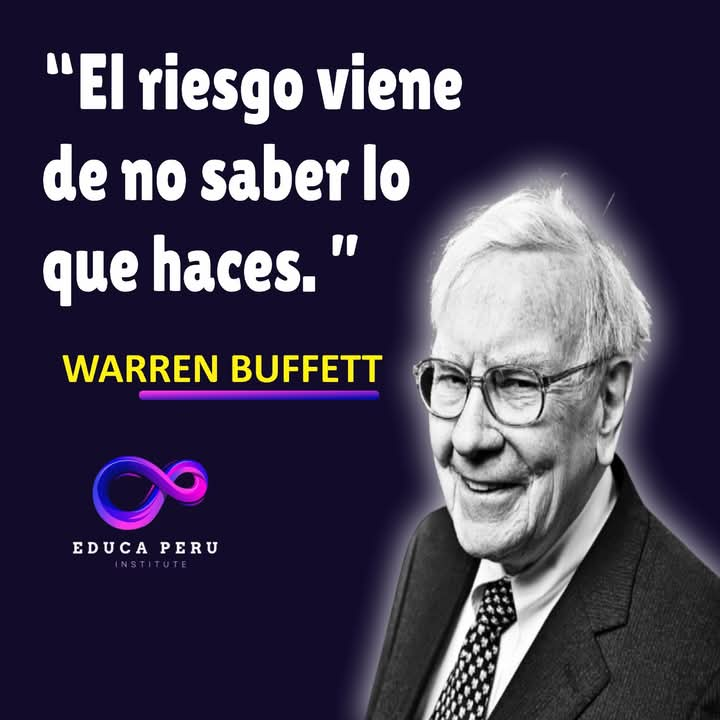 “El riesgo viene
de no saber lo
que haces. ”
WARREN BUFFETT
EDUCA PERU
INSTITUTE